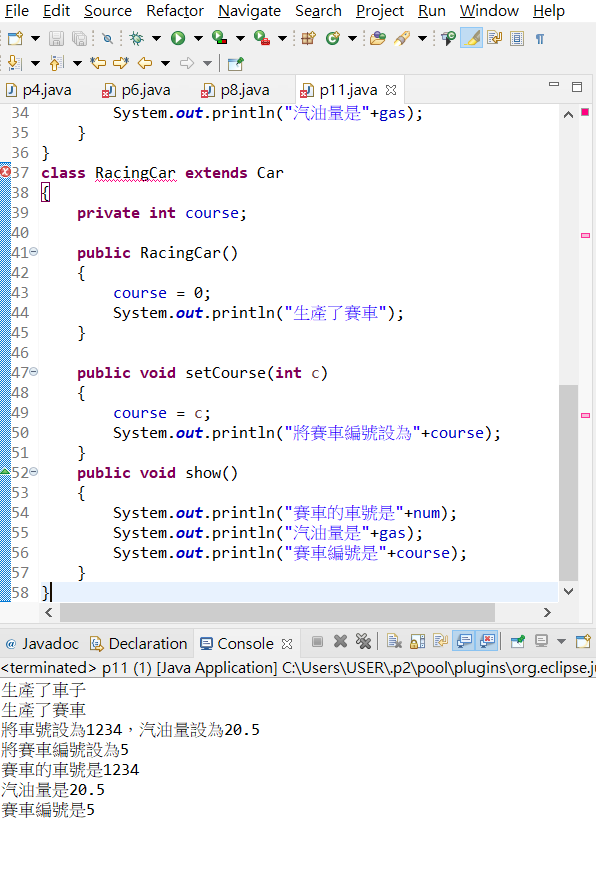 File Edit Source Refactor Navigate Search Project Run Window Help
p4.java p6.java p8.java p11.java
34 System.out.println("汽油量是"+gas);
35 }
36 }
37 class RacingCar extends Car
38 {
39 private int course;
40
41 public RacingCar()
42 {
43 course = 0;
44 System.out.println("生產了賽車");
45 }
46
47 public void setCourse(int c)
48 {
49 course = c;
50 System.out.println("將賽車編號設為"+course);
51 }
52 public void show()
53 {
54 System.out.println("賽車的車號是"+num);
55 System.out.println("汽油量是"+gas);
56 System.out.println("賽車編號是"+course);
57 }
58 }
@ Javadoc Declaration Console
<terminated> p11 (1) [Java Application] C:\Users\USER\.p2\pool\plugins\org.eclipse.ju
生產了車子
生產了賽車
將車號設為1234，汽油量設為20.5
將賽車編號設為5
賽車的車號是1234
汽油量是20.5
賽車編號是5